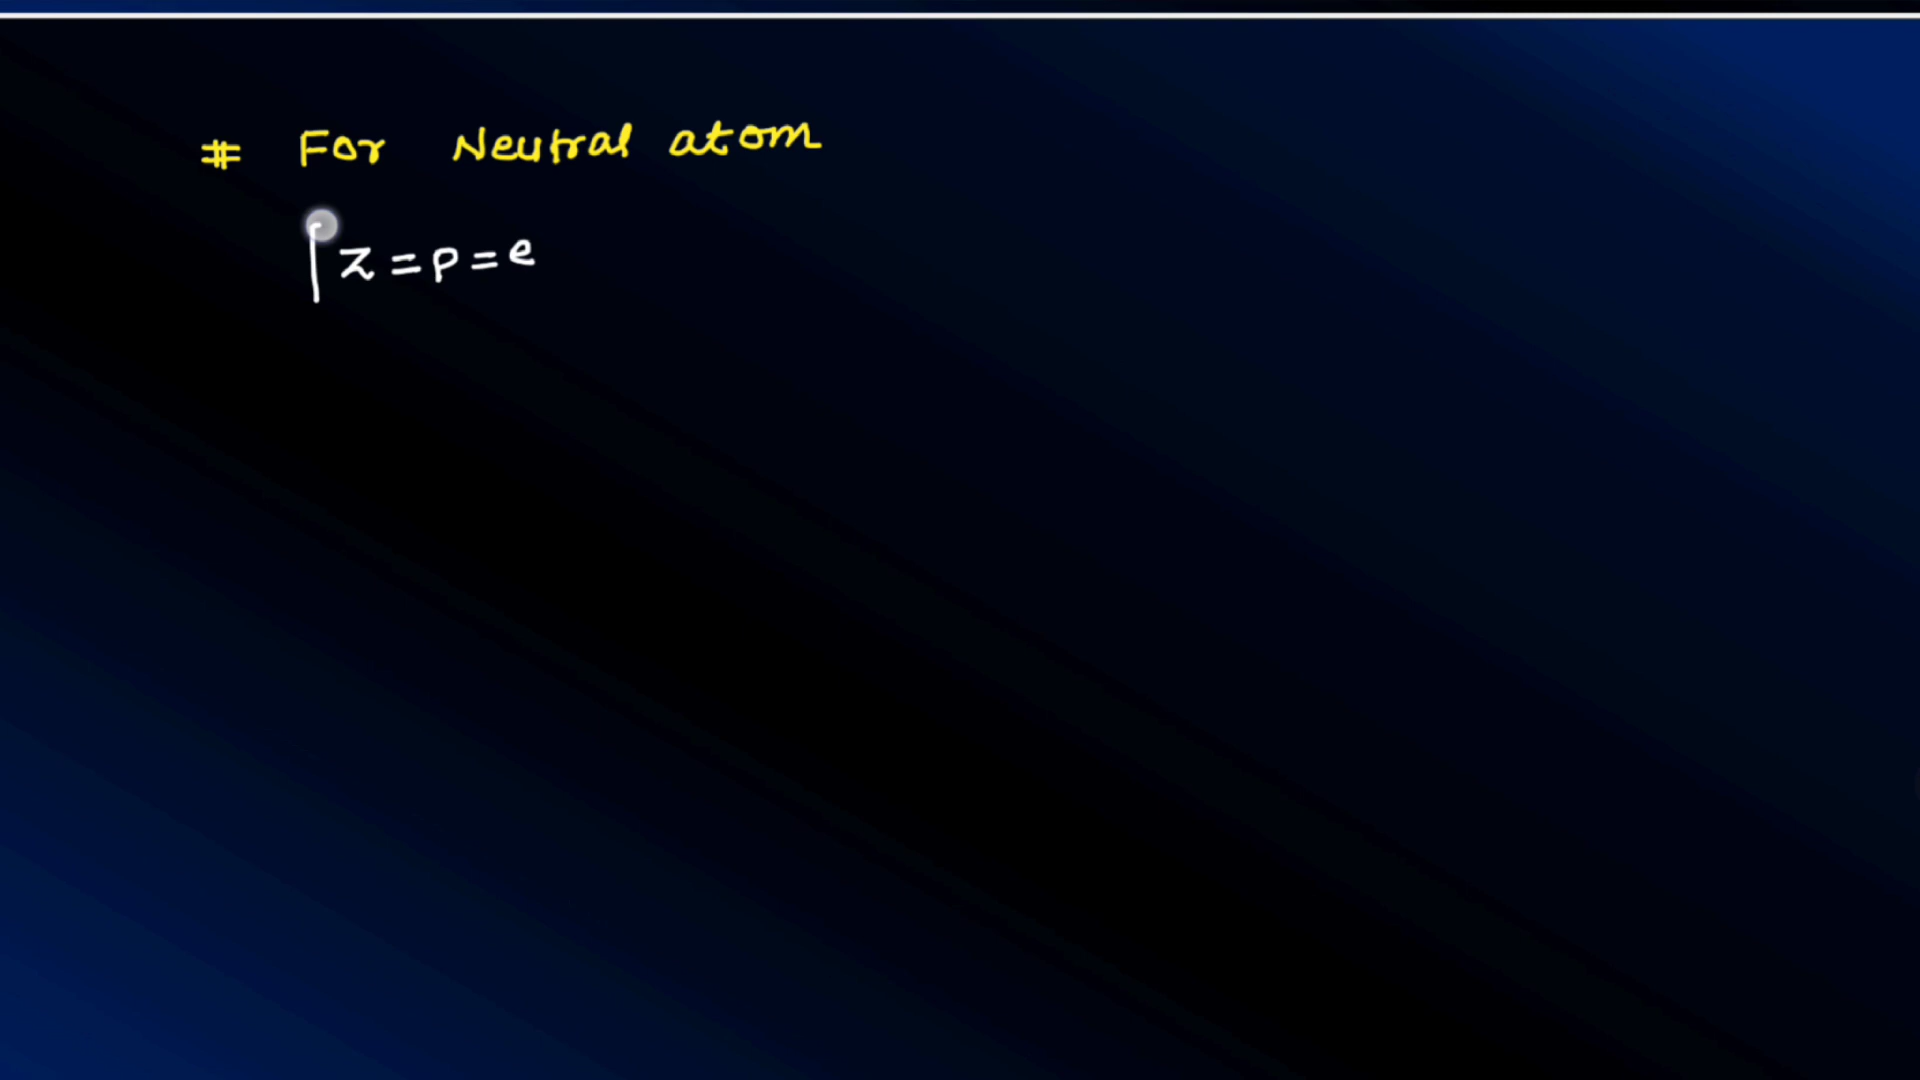 # For Neutral atom
Z = P = e